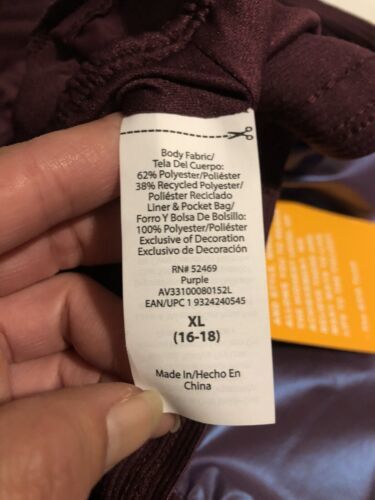 Body Fabric/
Tela Del Cuerpo:
62% Polyester/Poliéster
38% Recycled Polyester/
Poliéster Reciclado
Liner & Pocket Bag/
Forro Y Bolsa De Bolsillo:
100% Polyester/Poliéster
Exclusive of Decoration
Exclusivo de Decoración
RN# 52469
Purple
AV33100080152L
EAN/UPC 1 9324240545
XL
(16-18)
Made In/Hecho En
China